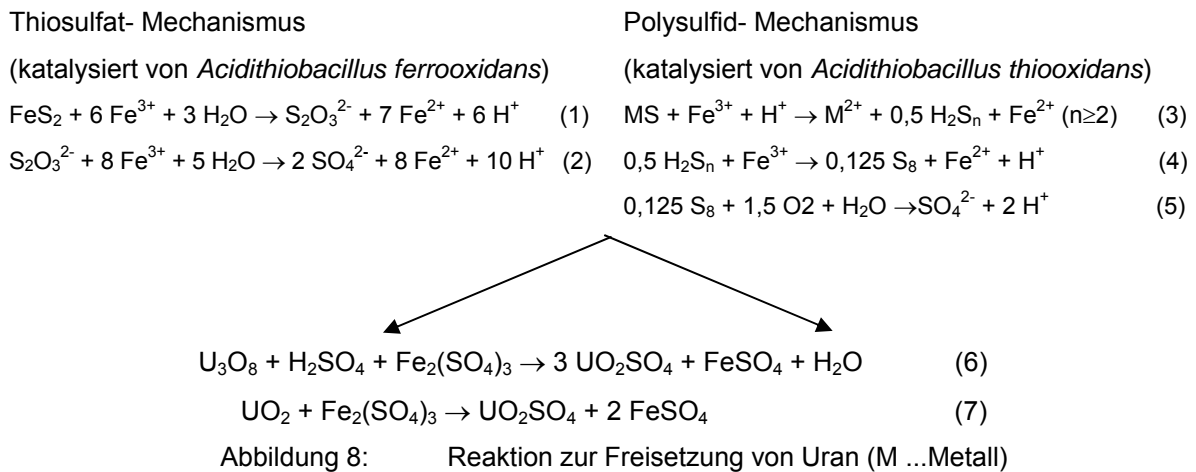 Thiosulfat- Mechanismus
(katalysiert von Acidithiobacillus ferrooxidans)
FeS₂ + 6 Fe³⁺ + 3 H₂O → S₂O₃²⁻ + 7 Fe²⁺ + 6 H⁺ (1)
S₂O₃²⁻ + 8 Fe³⁺ + 5 H₂O → 2 SO₄²⁻ + 8 Fe²⁺ + 10 H⁺ (2)
Polysulfid- Mechanismus
(katalysiert von Acidithiobacillus thiooxidans)
MS + Fe³⁺ + H⁺ → M²⁺ + 0,5 H₂Sₙ + Fe²⁺ (n≥2) (3)
0,5 H₂Sₙ + Fe³⁺ → 0,125 S₈ + Fe²⁺ + H⁺ (4)
0,125 S₈ + 1,5 O2 + H₂O →SO₄²⁻ + 2 H⁺ (5)
U₃O₈ + H₂SO₄ + Fe₂(SO₄)₃ → 3 UO₂SO₄ + FeSO₄ + H₂O (6)
UO₂ + Fe₂(SO₄)₃ → UO₂SO₄ + 2 FeSO₄ (7)
Abbildung 8: Reaktion zur Freisetzung von Uran (M ...Metall)